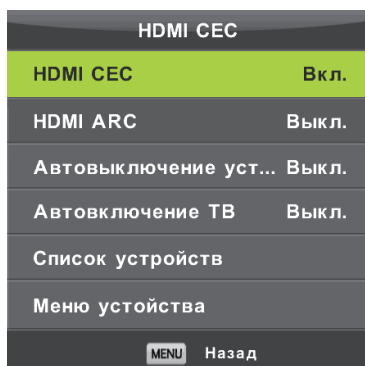 HDMI CEC
HDMI CEC Вкл.
HDMI ARC Выкл.
Автовыключение уст... Выкл.
Автовключение ТВ Выкл.
Список устройств
Меню устойства
MENU Назад